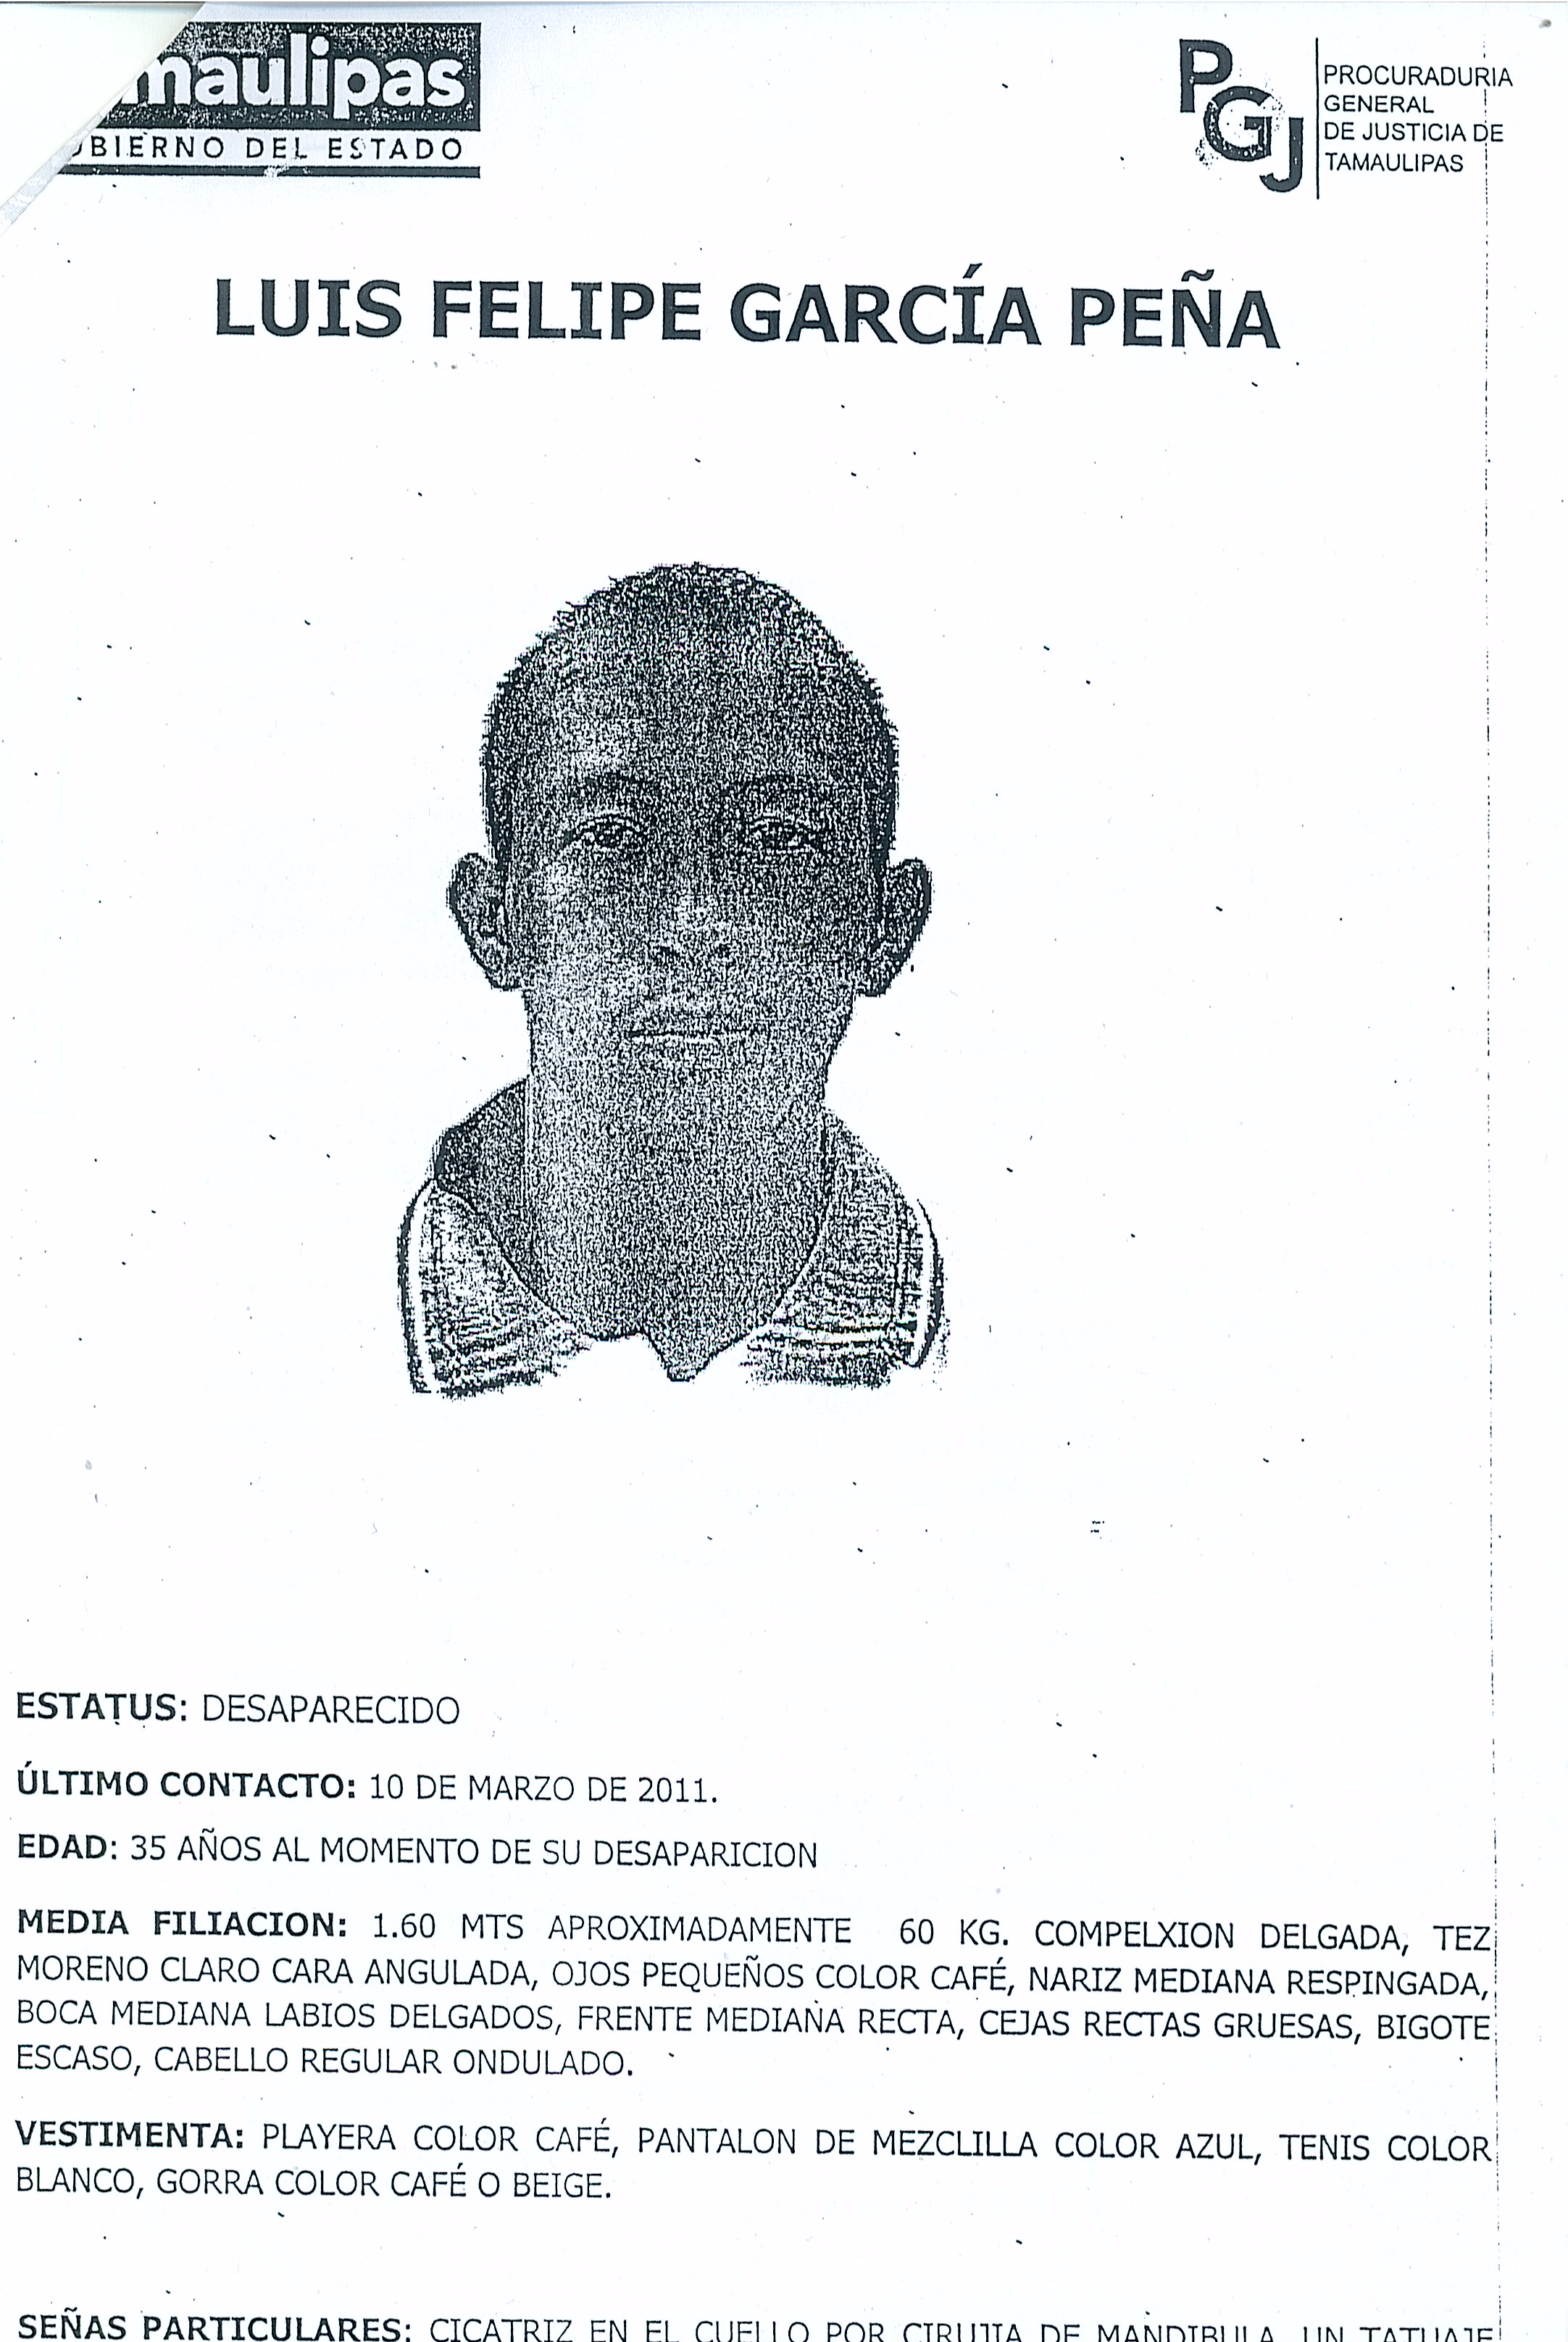 maulipas
OBIERNO DEL ESTADO
PGJ
PROCURADURIA
GENERAL
DE JUSTICIA DE
TAMAULIPAS
LUIS FELIPE GARCÍA PEÑA
ESTATUS: DESAPARECIDO
ÚLTIMO CONTACTO: 10 DE MARZO DE 2011.
EDAD: 35 AÑOS AL MOMENTO DE SU DESAPARICION
MEDIA FILIACION: 1.60 MTS APROXIMADAMENTE 60 KG. COMPELXION DELGADA, TEZ
MORENO CLARO CARA ANGULADA, OJOS PEQUEÑOS COLOR CAFÉ, NARIZ MEDIANA RESPINGADA,
BOCA MEDIANA LABIOS DELGADOS, FRENTE MEDIANA RECTA, CEJAS RECTAS GRUESAS, BIGOTE
ESCASO, CABELLO REGULAR ONDULADO.
VESTIMENTA: PLAYERA COLOR CAFÉ, PANTALON DE MEZCLILLA COLOR AZUL, TENIS COLOR
BLANCO, GORRA COLOR CAFÉ O BEIGE.
SEÑAS PARTICULARES: CICATRIZ EN EL CUELLO POR CIRUJIA DE MANDIBULA, UN TATUAJE